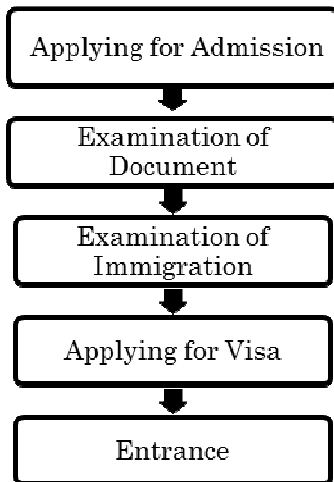 Applying for Admission
Examination of
Document
Examination of
Immigration
Applying for Visa
Entrance